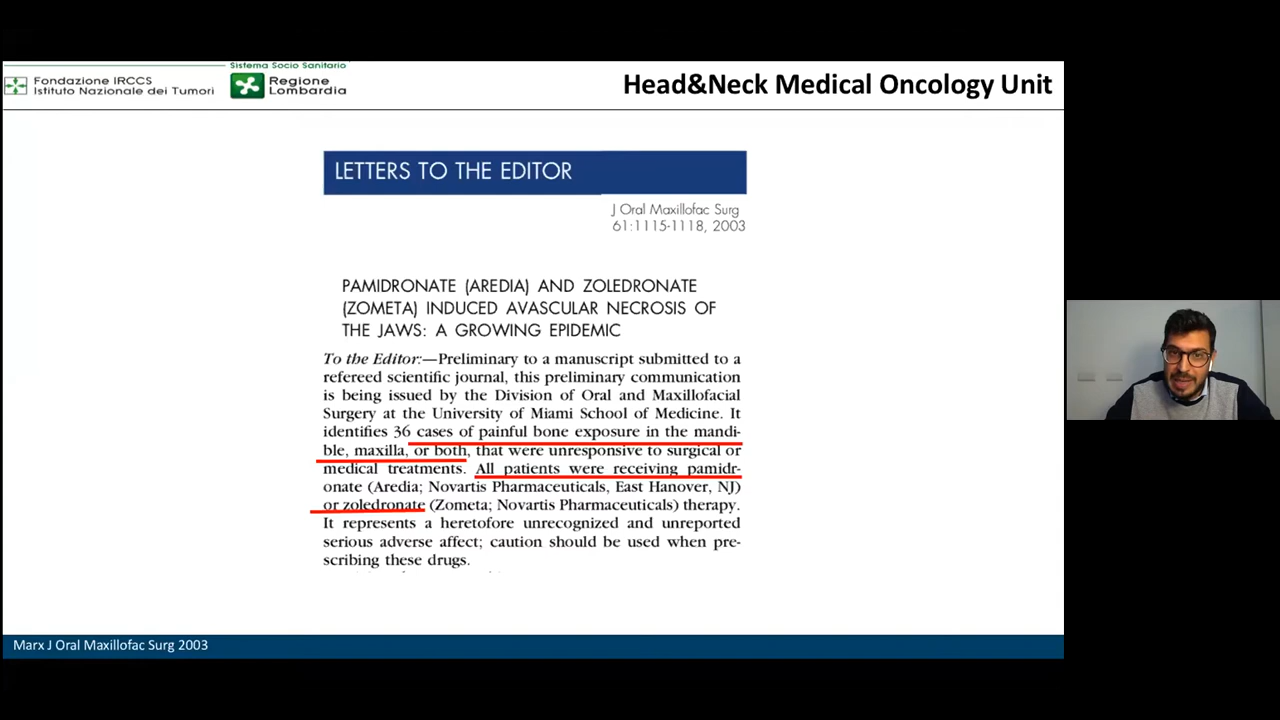 Sistema Socio Sanitario
Fondazione IRCCS
Istituto Nazionale dei Tumori
Regione
Lombardia
Head&Neck Medical Oncology Unit
LETTERS TO THE EDITOR
J Oral Maxillofac Surg
61:1115-1118, 2003
PAMIDRONATE (AREDIA) AND ZOLEDRONATE
(ZOMETA) INDUCED AVASCULAR NECROSIS OF
THE JAWS: A GROWING EPIDEMIC
To the Editor:—Preliminary to a manuscript submitted to a
refereed scientific journal, this preliminary communication
is being issued by the Division of Oral and Maxillofacial
Surgery at the University of Miami School of Medicine. It
identifies 36 cases of painful bone exposure in the mandi-
ble, maxilla, or both, that were unresponsive to surgical or
medical treatments. All patients were receiving pamidr-
onate (Aredia; Novartis Pharmaceuticals, East Hanover, NJ)
or zoledronate (Zometa; Novartis Pharmaceuticals) therapy.
It represents a heretofore unrecognized and unreported
serious adverse affect; caution should be used when pre-
scribing these drugs.
Marx J Oral Maxillofac Surg 2003